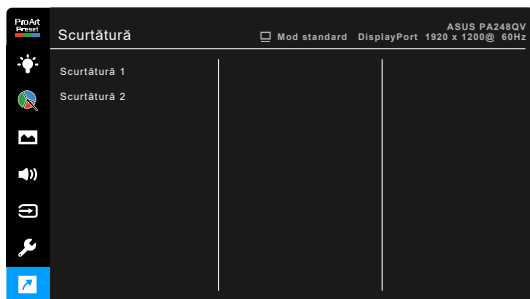 ProArt
Preset
Scurtătură
Mod standard DisplayPort 1920 x 1200@ 60Hz
ASUS PA248QV
Scurtătură 1
Scurtătură 2